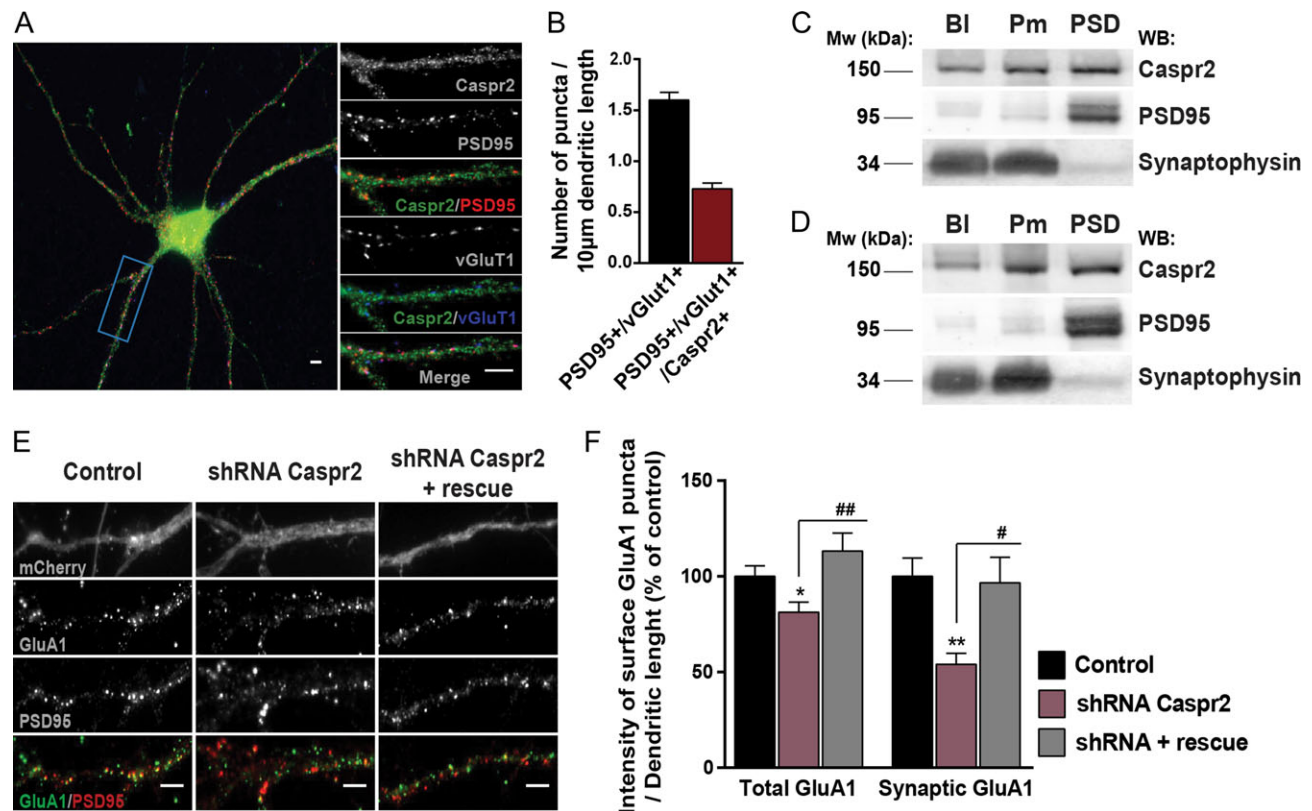 A
Caspr2
PSD95
Caspr2/PSD95
vGluT1
Caspr2/vGluT1
Merge
B
Number of puncta /
10µm dendritic length
2.0
1.5
1.0
0.5
0.0
PSD95+/vGlut1+
PSD95+/vGlut1+
/Caspr2+
C
Mw (kDa):
Bl Pm PSD
WB:
150
Caspr2
95
PSD95
34
Synaptophysin
D
Mw (kDa):
Bl Pm PSD
WB:
150
Caspr2
95
PSD95
34
Synaptophysin
E
Control
shRNA Caspr2
shRNA Caspr2
+ rescue
mCherry
GluA1
PSD95
GluA1/PSD95
F
Intensity of surface GluA1 puncta
/ Dendritic lenght (% of control)
150
100
50
0
*
##
**
#
Total GluA1
Synaptic GluA1
Control
shRNA Caspr2
shRNA + rescue